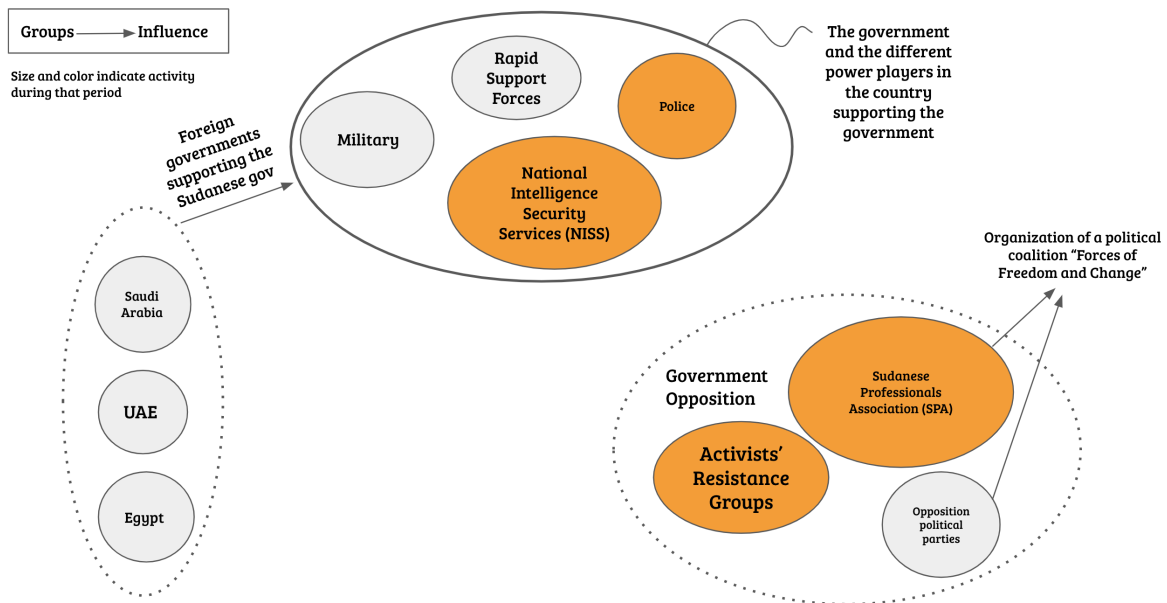 Groups
Influence
Size and color indicate activity
during that period
Foreign
governments
supporting the
Sudanese gov
Military
Rapid
Support
Forces
Police
National
Intelligence
Security
Services (NISS)
The government
and the different
power players in
the country
supporting the
government
Saudi
Arabia
UAE
Egypt
Organization of a political
coalition “Forces of
Freedom and Change”
Government
Opposition
Sudanese
Professionals
Association (SPA)
Activists’
Resistance
Groups
Opposition
political
parties